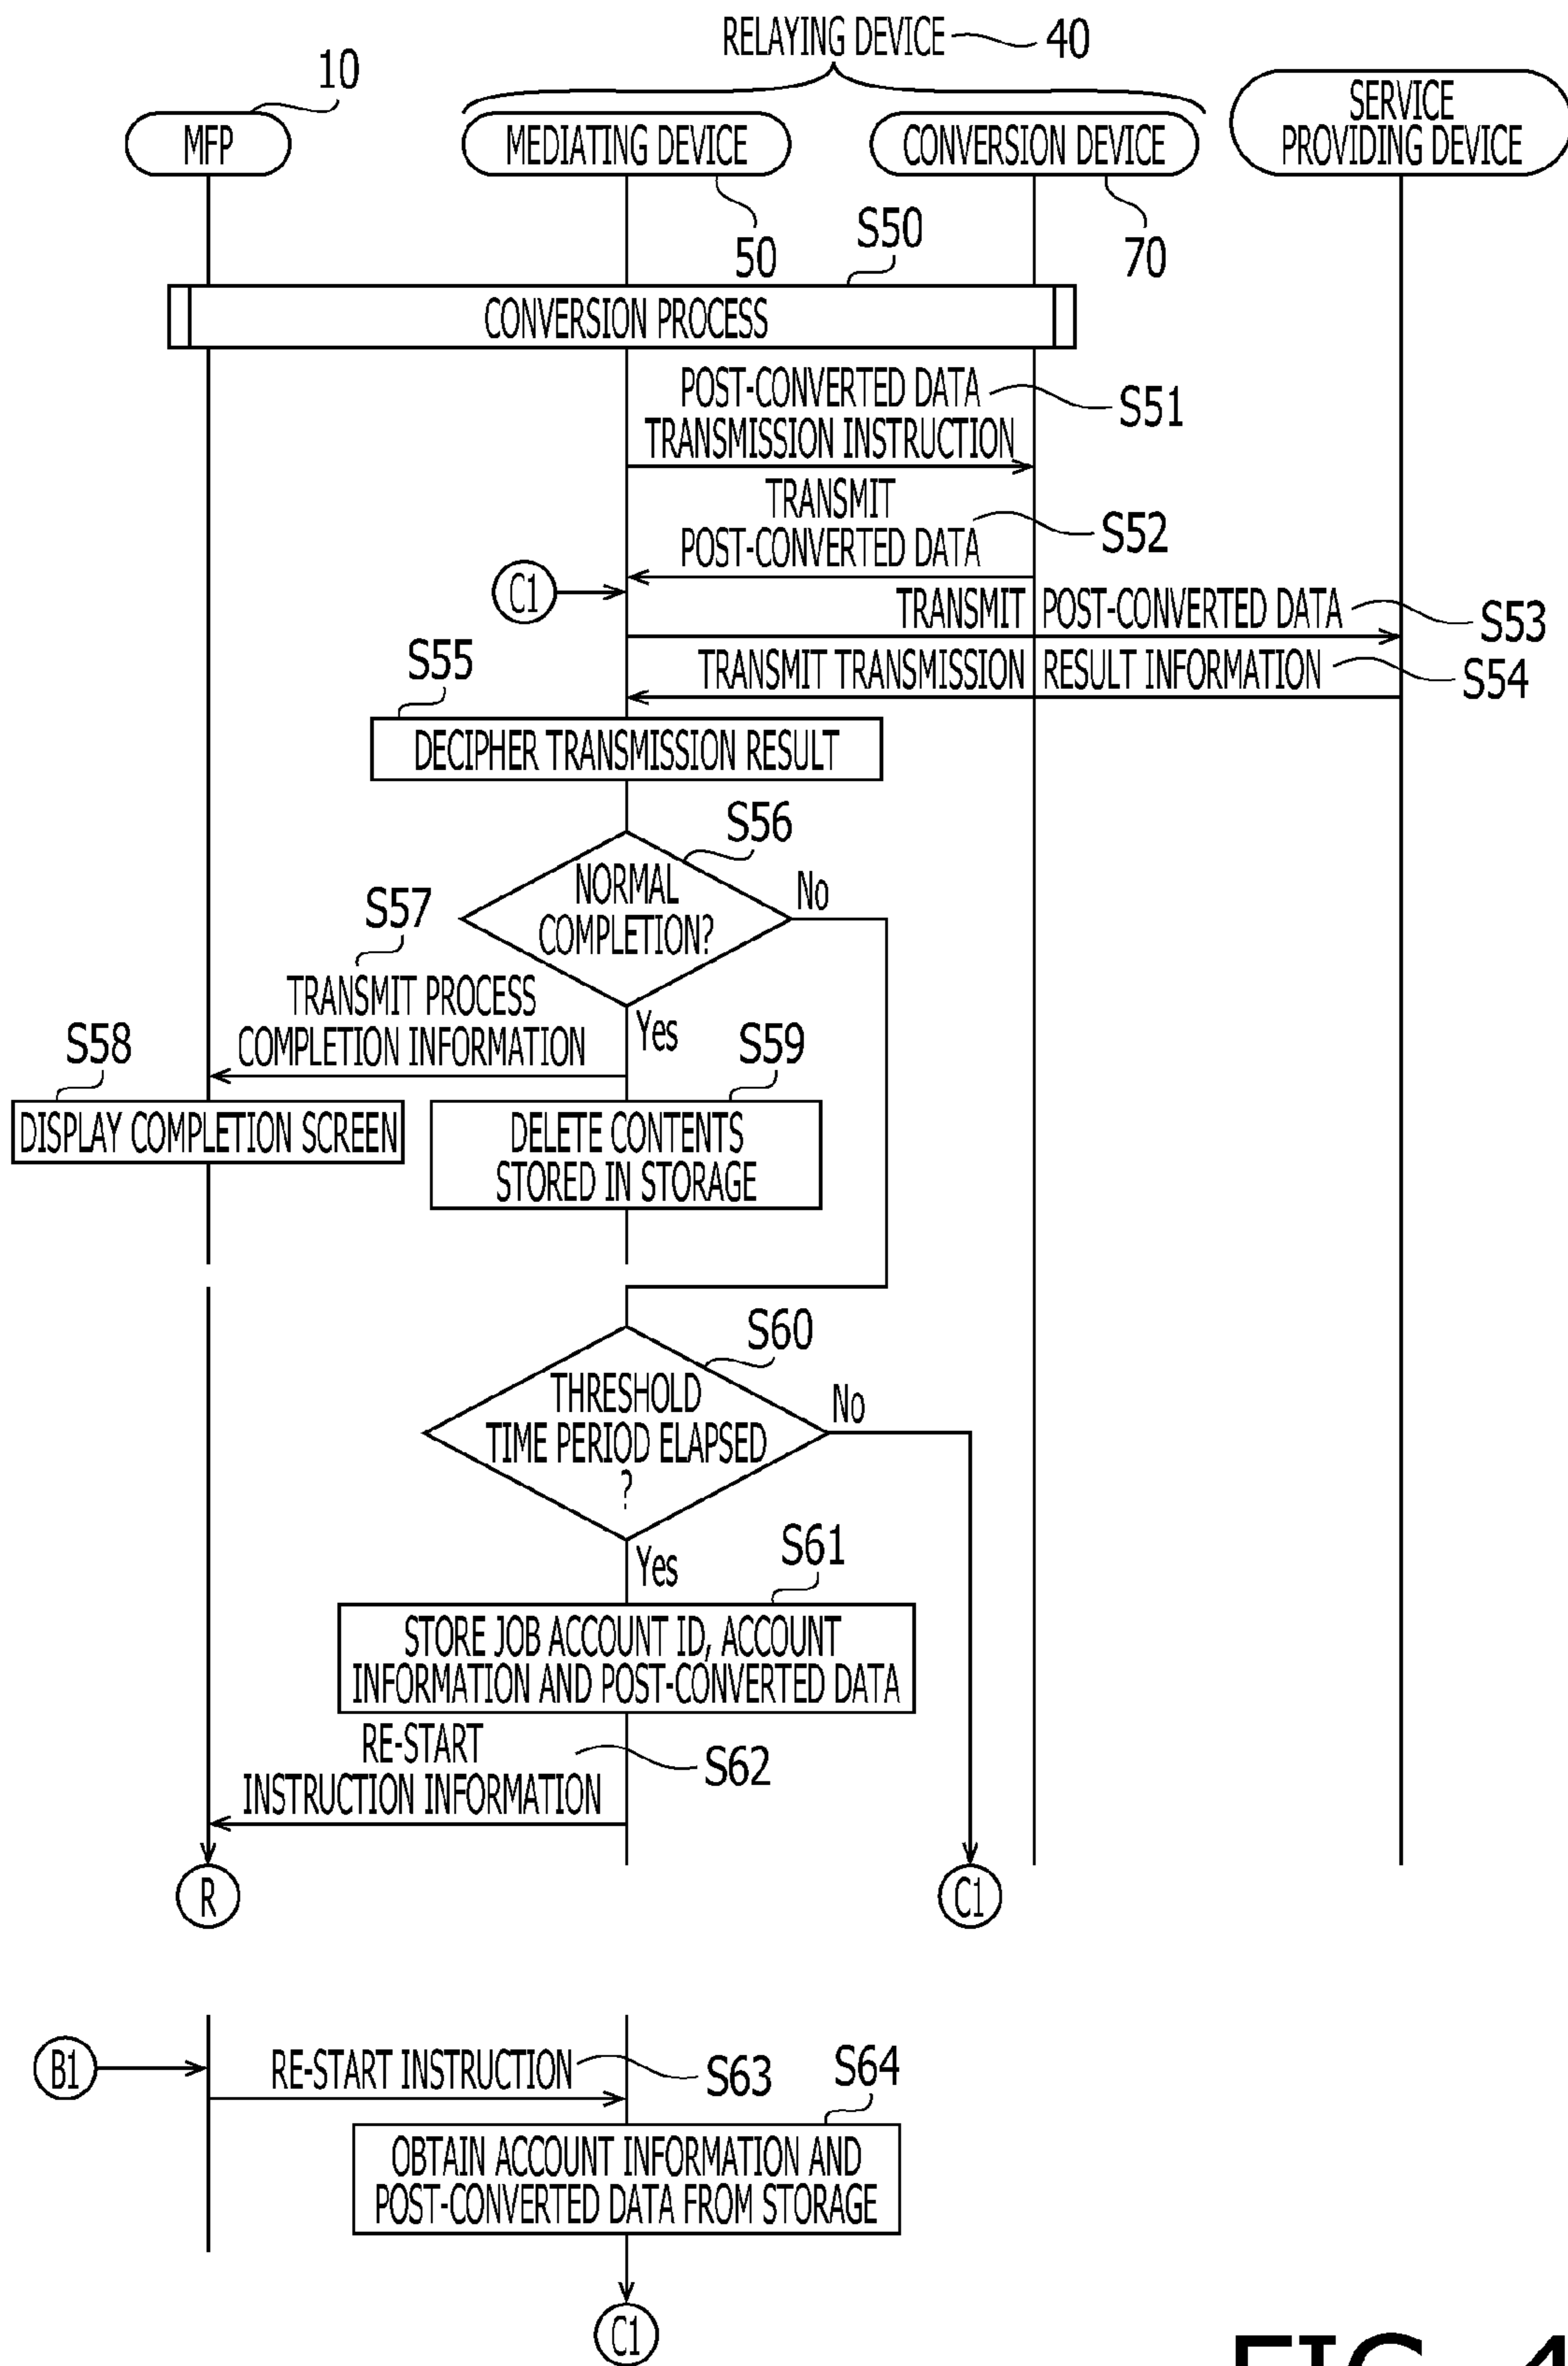 RELAYING DEVICE
40
10
MFP
MEDIATING DEVICE
CONVERSION DEVICE
SERVICE
PROVIDING DEVICE
50
70
S50
CONVERSION PROCESS
POST-CONVERTED DATA
TRANSMISSION INSTRUCTION
S51
TRANSMIT
POST-CONVERTED DATA
S52
C1
TRANSMIT POST-CONVERTED DATA
S53
TRANSMIT TRANSMISSION RESULT INFORMATION
S54
S55
DECIPHER TRANSMISSION RESULT
S56
NORMAL
COMPLETION?
No
Yes
S57
TRANSMIT PROCESS
COMPLETION INFORMATION
S58
DISPLAY COMPLETION SCREEN
S59
DELETE CONTENTS
STORED IN STORAGE
S60
THRESHOLD
TIME PERIOD ELAPSED
?
No
Yes
S61
STORE JOB ACCOUNT ID, ACCOUNT
INFORMATION AND POST-CONVERTED DATA
RE-START
INSTRUCTION INFORMATION
S62
R
C1
B1
RE-START INSTRUCTION
S63
S64
OBTAIN ACCOUNT INFORMATION AND
POST-CONVERTED DATA FROM STORAGE
C1
FIG. 4